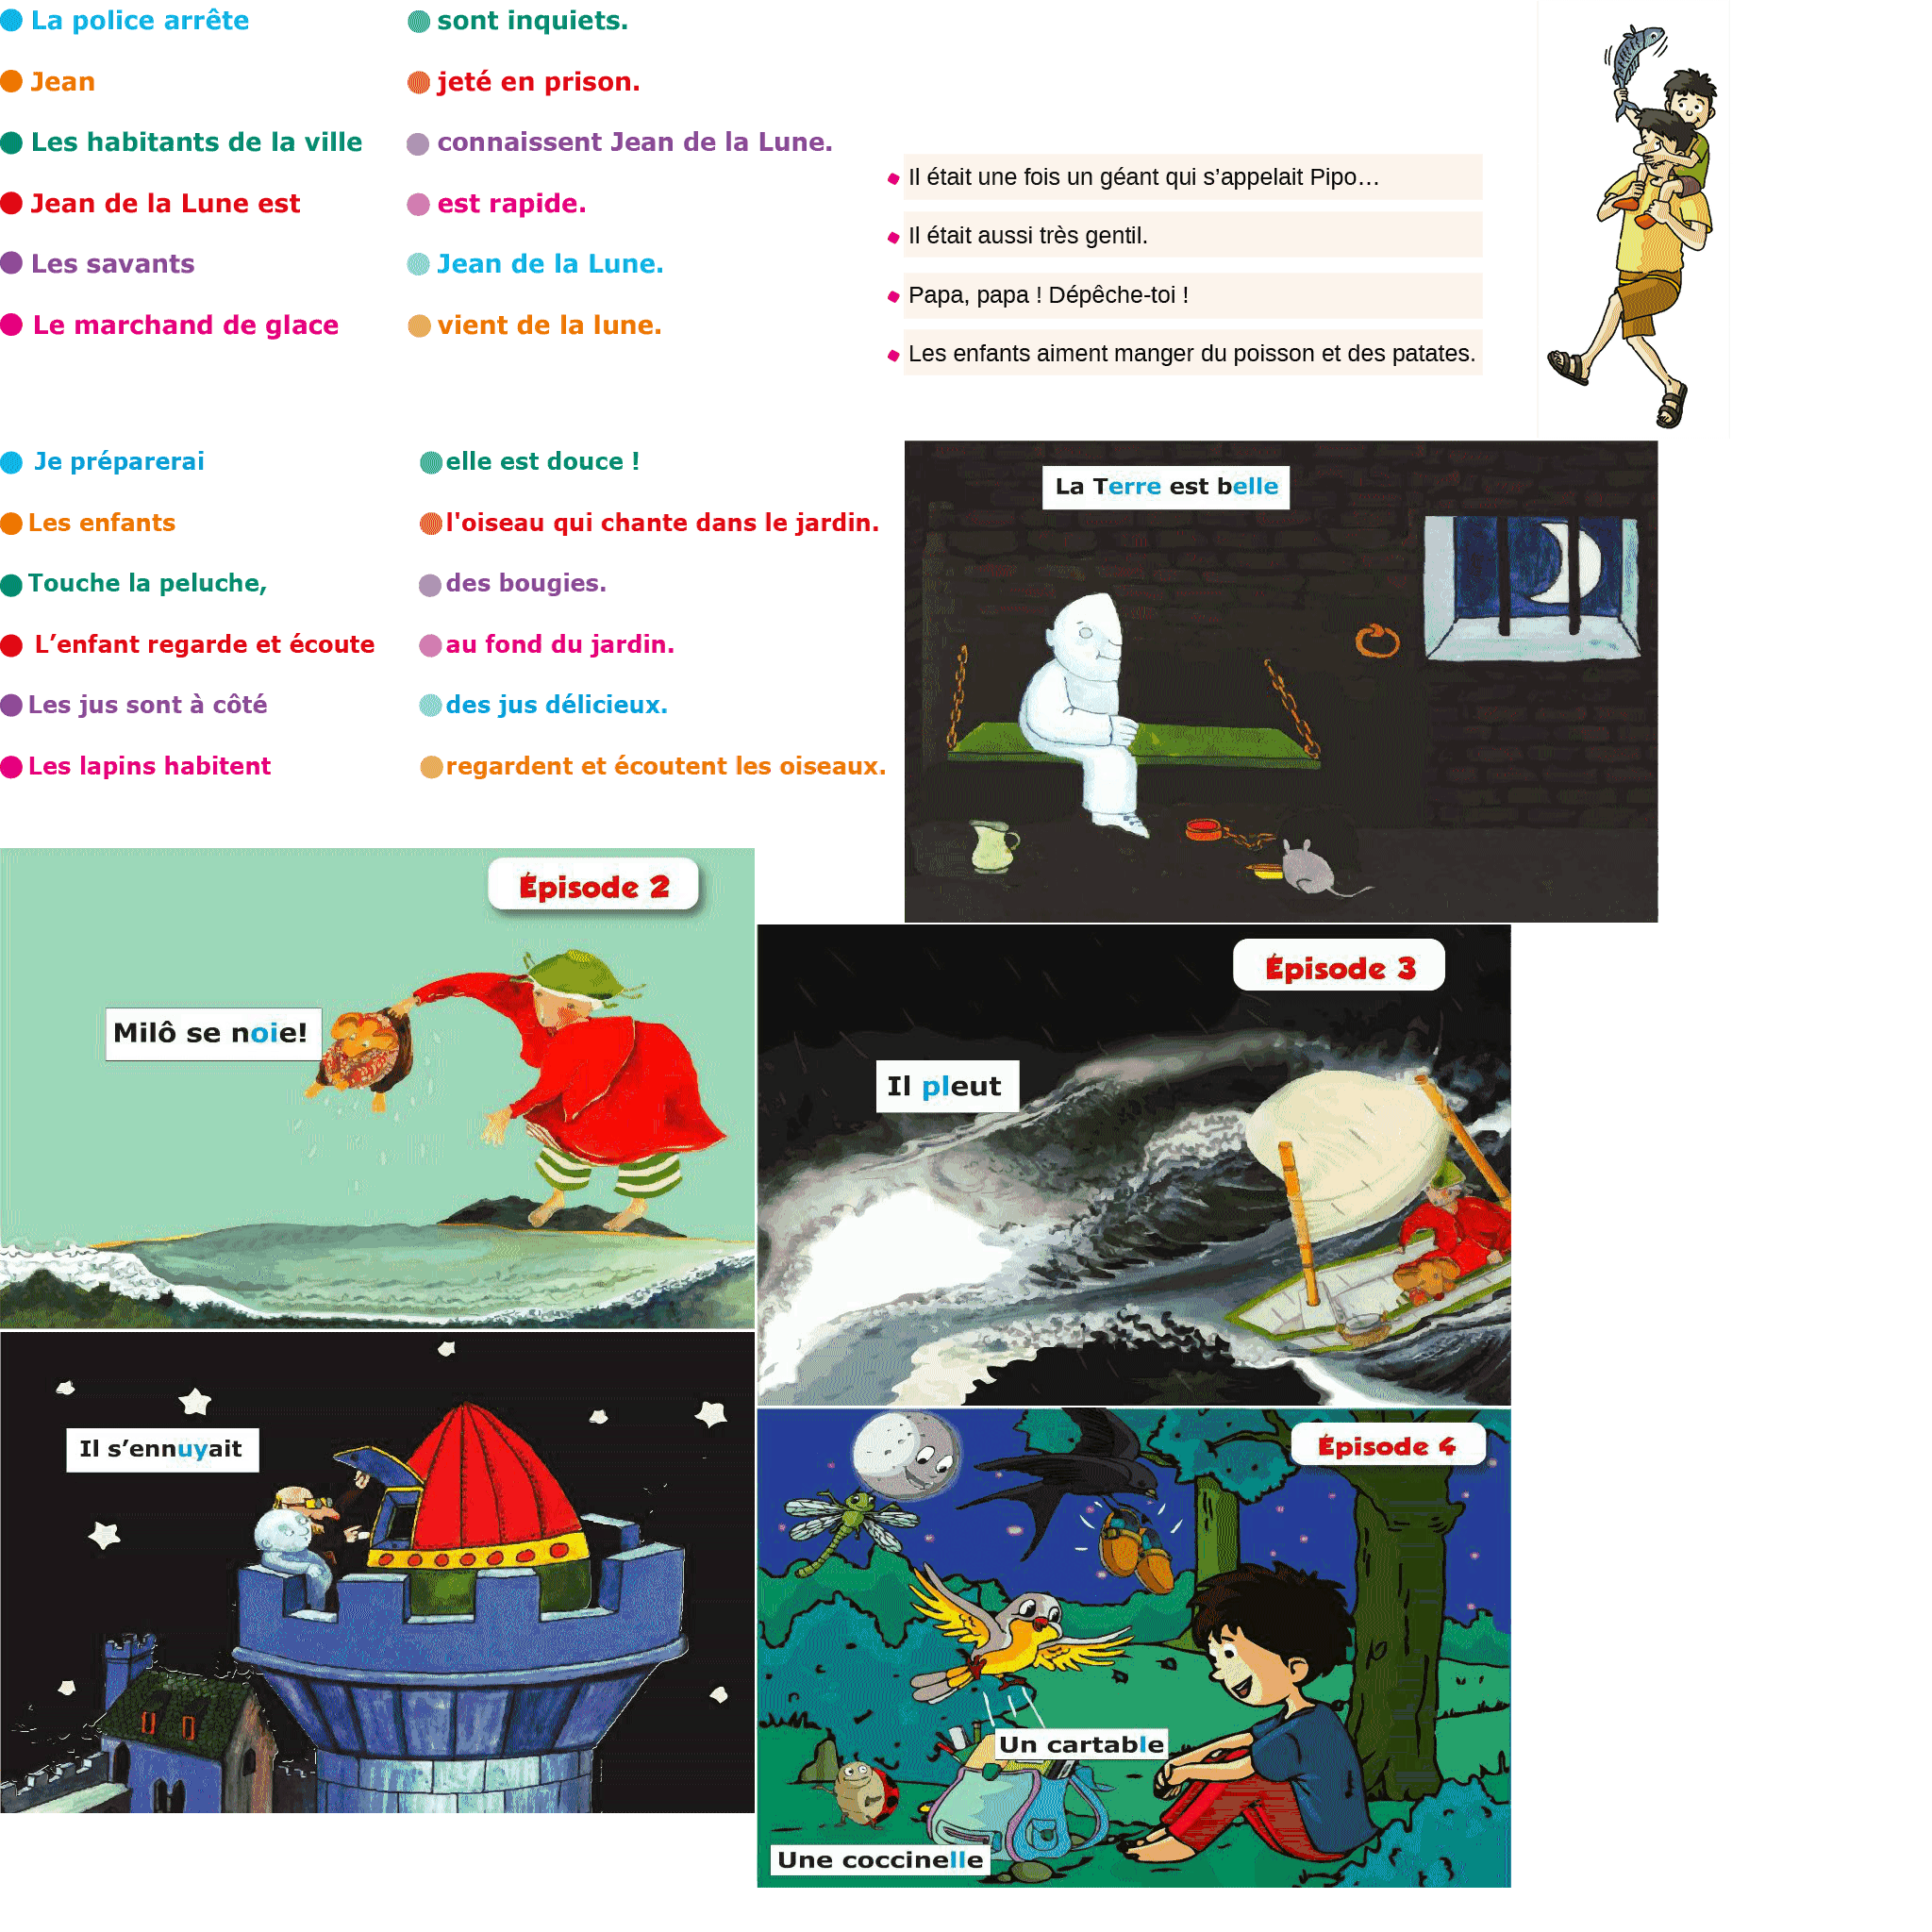 La police arrête
sont inquiets.
Jean
jeté en prison.
Les habitants de la ville
connaissent Jean de la Lune.
Jean de la Lune est
est rapide.
Les savants
Jean de la Lune.
Le marchand de glace
vient de la lune.
Il était une fois un géant qui s’appelait Pipo…
Il était aussi très gentil.
Papa, papa ! Dépêche-toi !
Les enfants aiment manger du poisson et des patates.
Je préparerai
elle est douce !
Les enfants
l'oiseau qui chante dans le jardin.
Touche la peluche,
des bougies.
L’enfant regarde et écoute
au fond du jardin.
Les jus sont à côté
des jus délicieux.
Les lapins habitent
regardent et écoutent les oiseaux.
La Terre est belle
Épisode 2
Milô se noie!
Épisode 3
Il pleut
Il s’ennuyait
Épisode 4
Un cartable
Une coccinelle